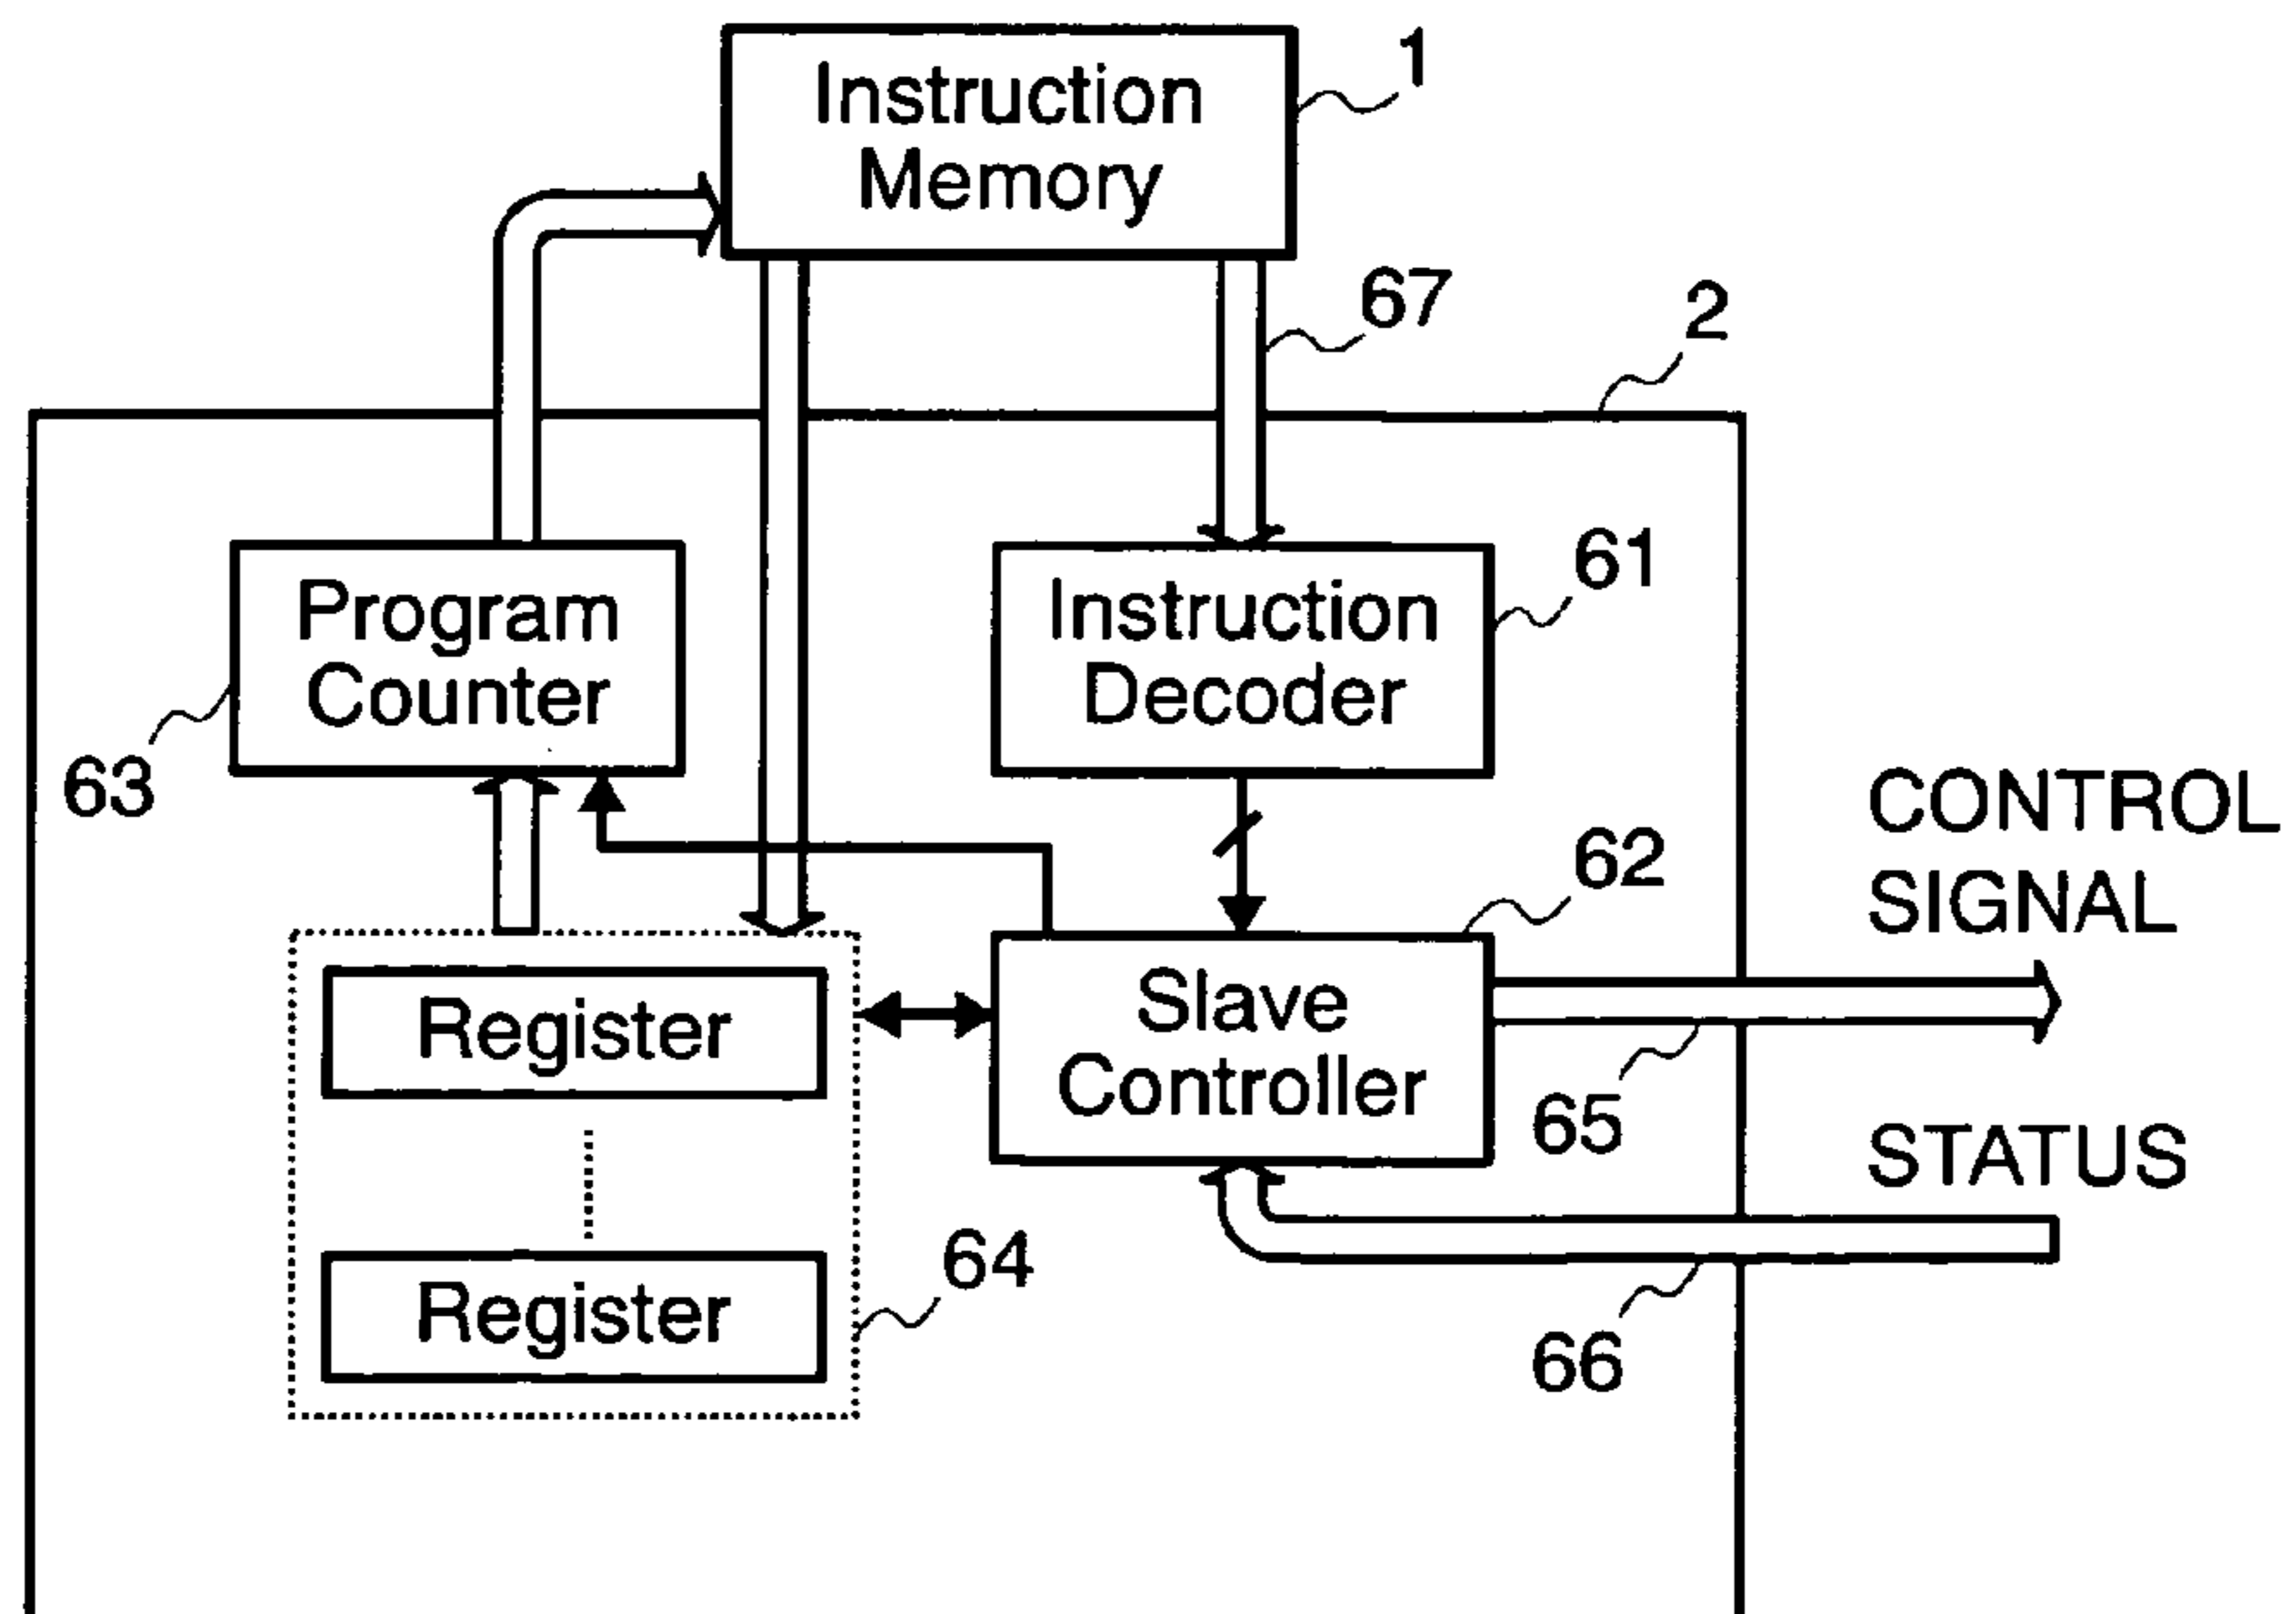 Instruction
Memory
1
67
2
Program
Counter
63
Instruction
Decoder
61
CONTROL
SIGNAL
62
Slave
Controller
65
STATUS
66
Register
Register
64